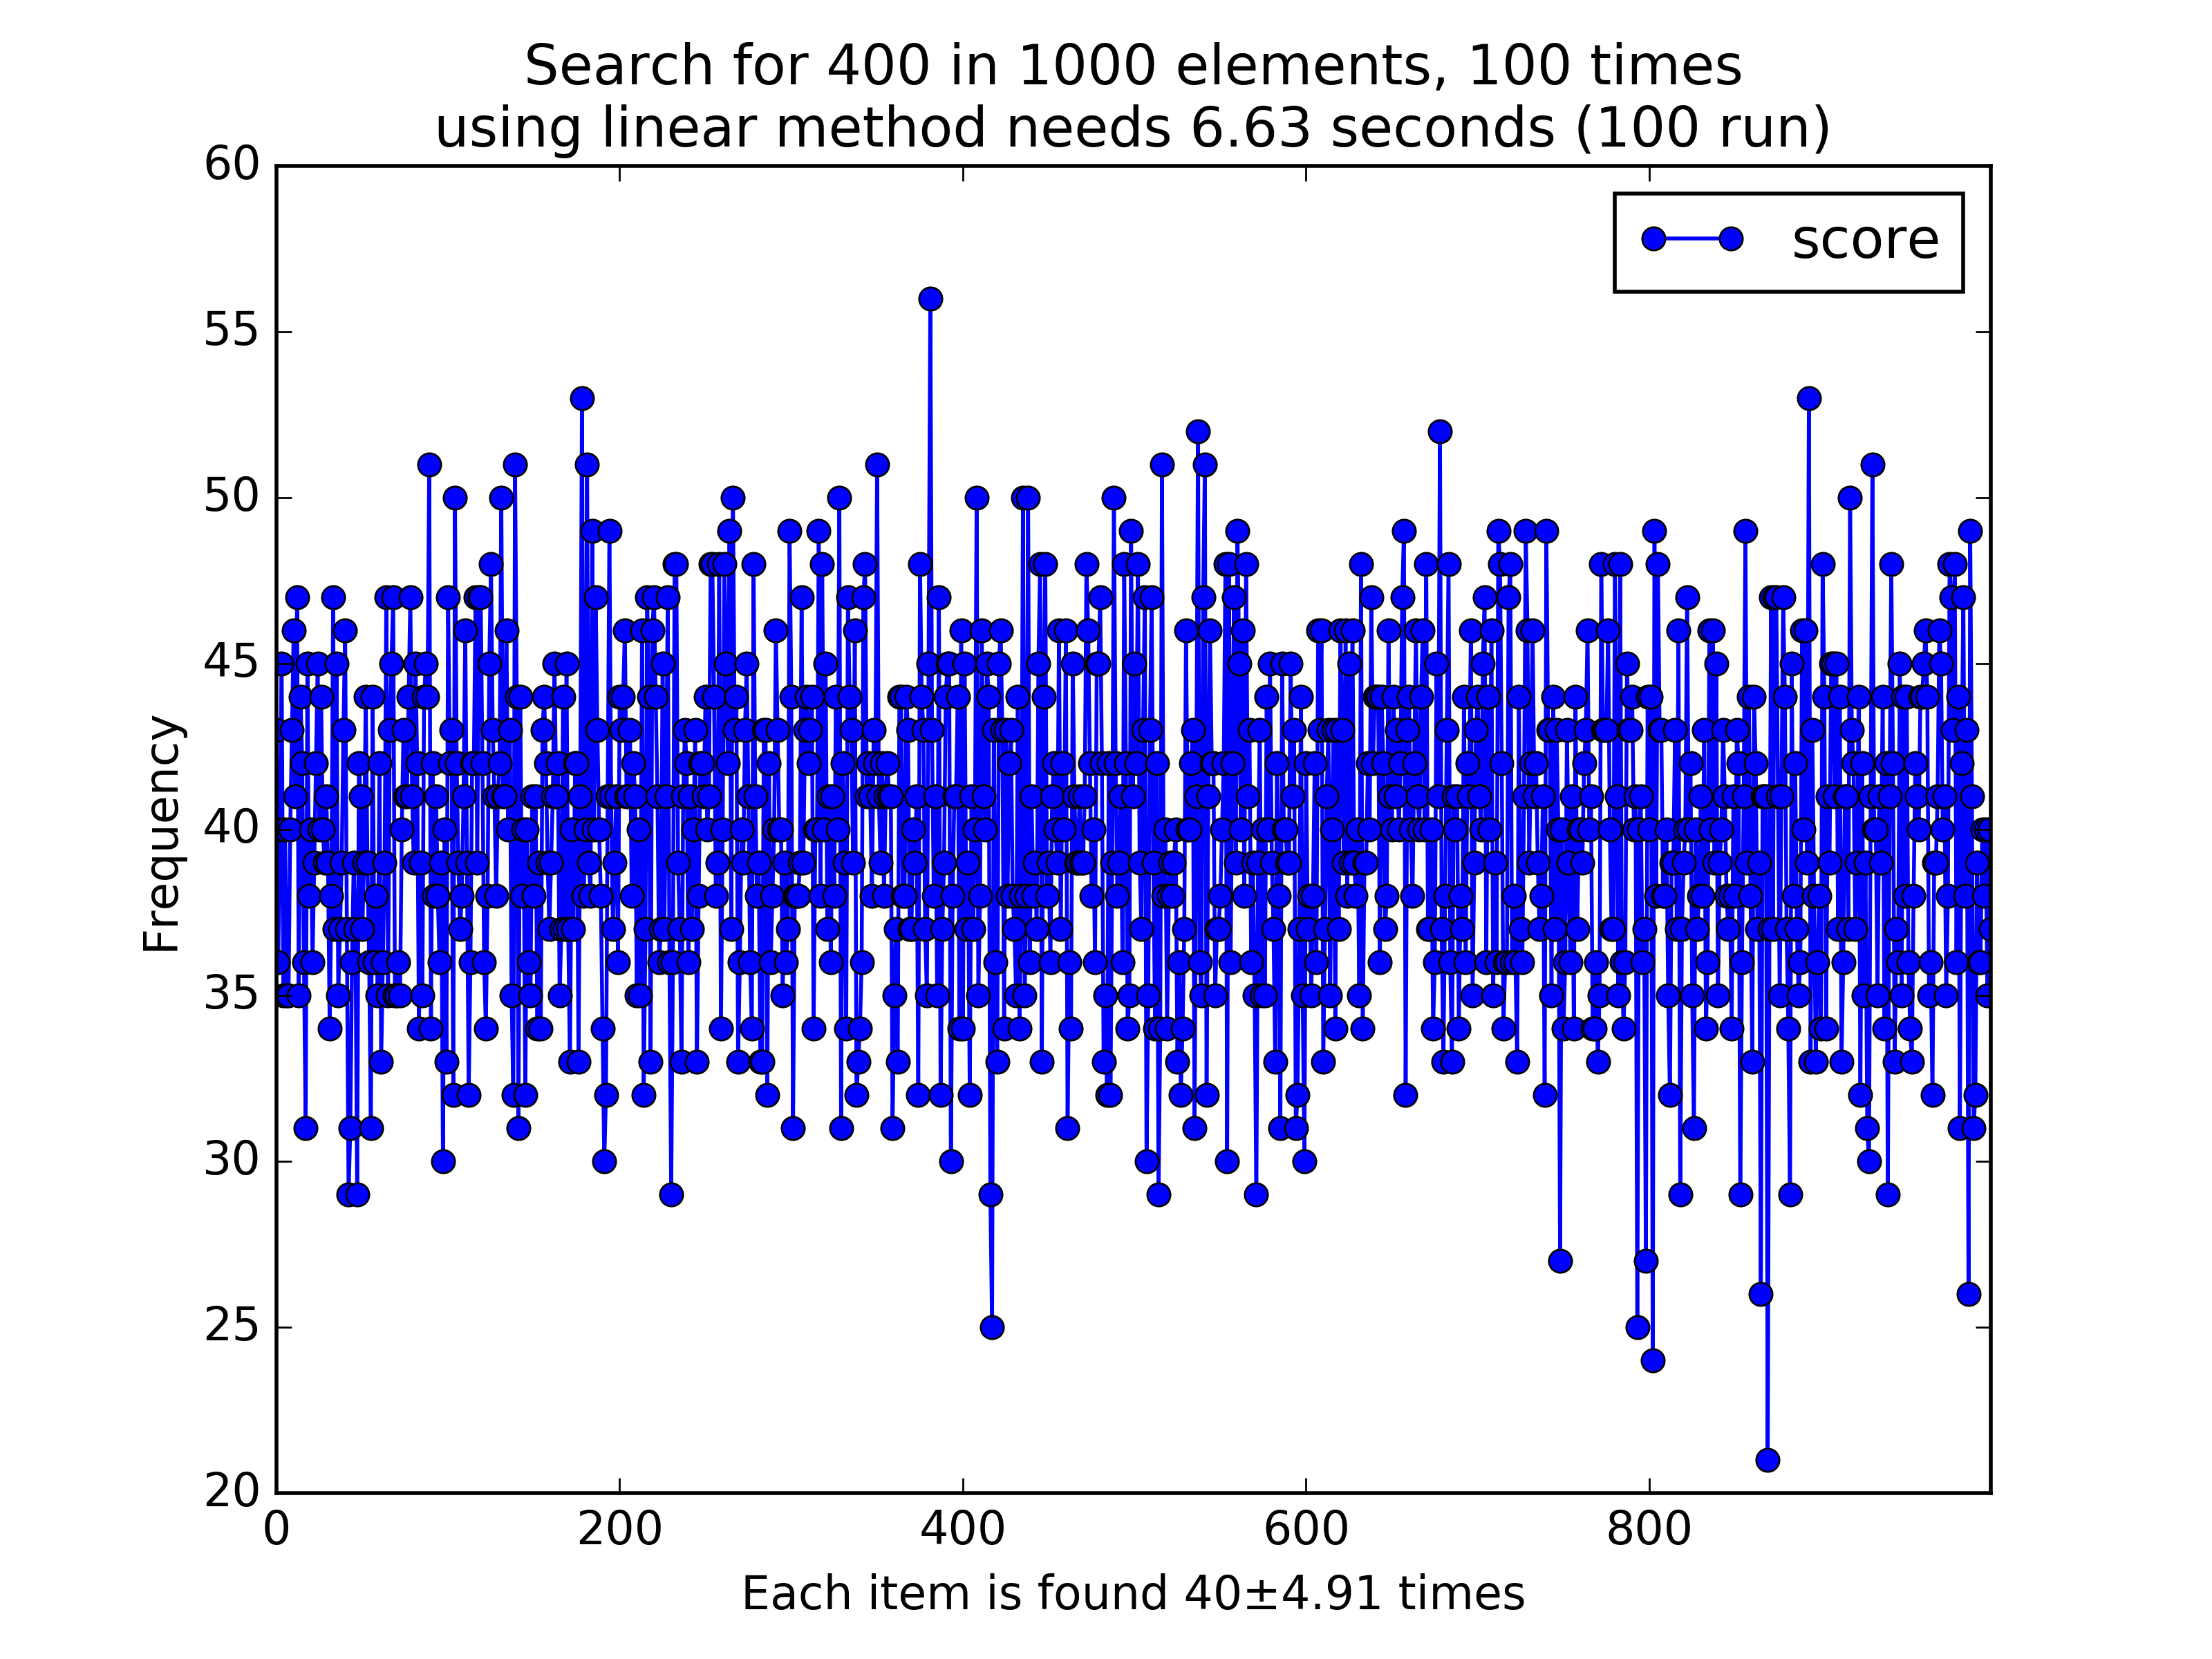 Search for 400 in 1000 elements, 100 times
using linear method needs 6.63 seconds (100 run)
score
Frequency
60
55
50
45
40
35
30
25
20
0 200 400 600 800
Each item is found 40±4.91 times